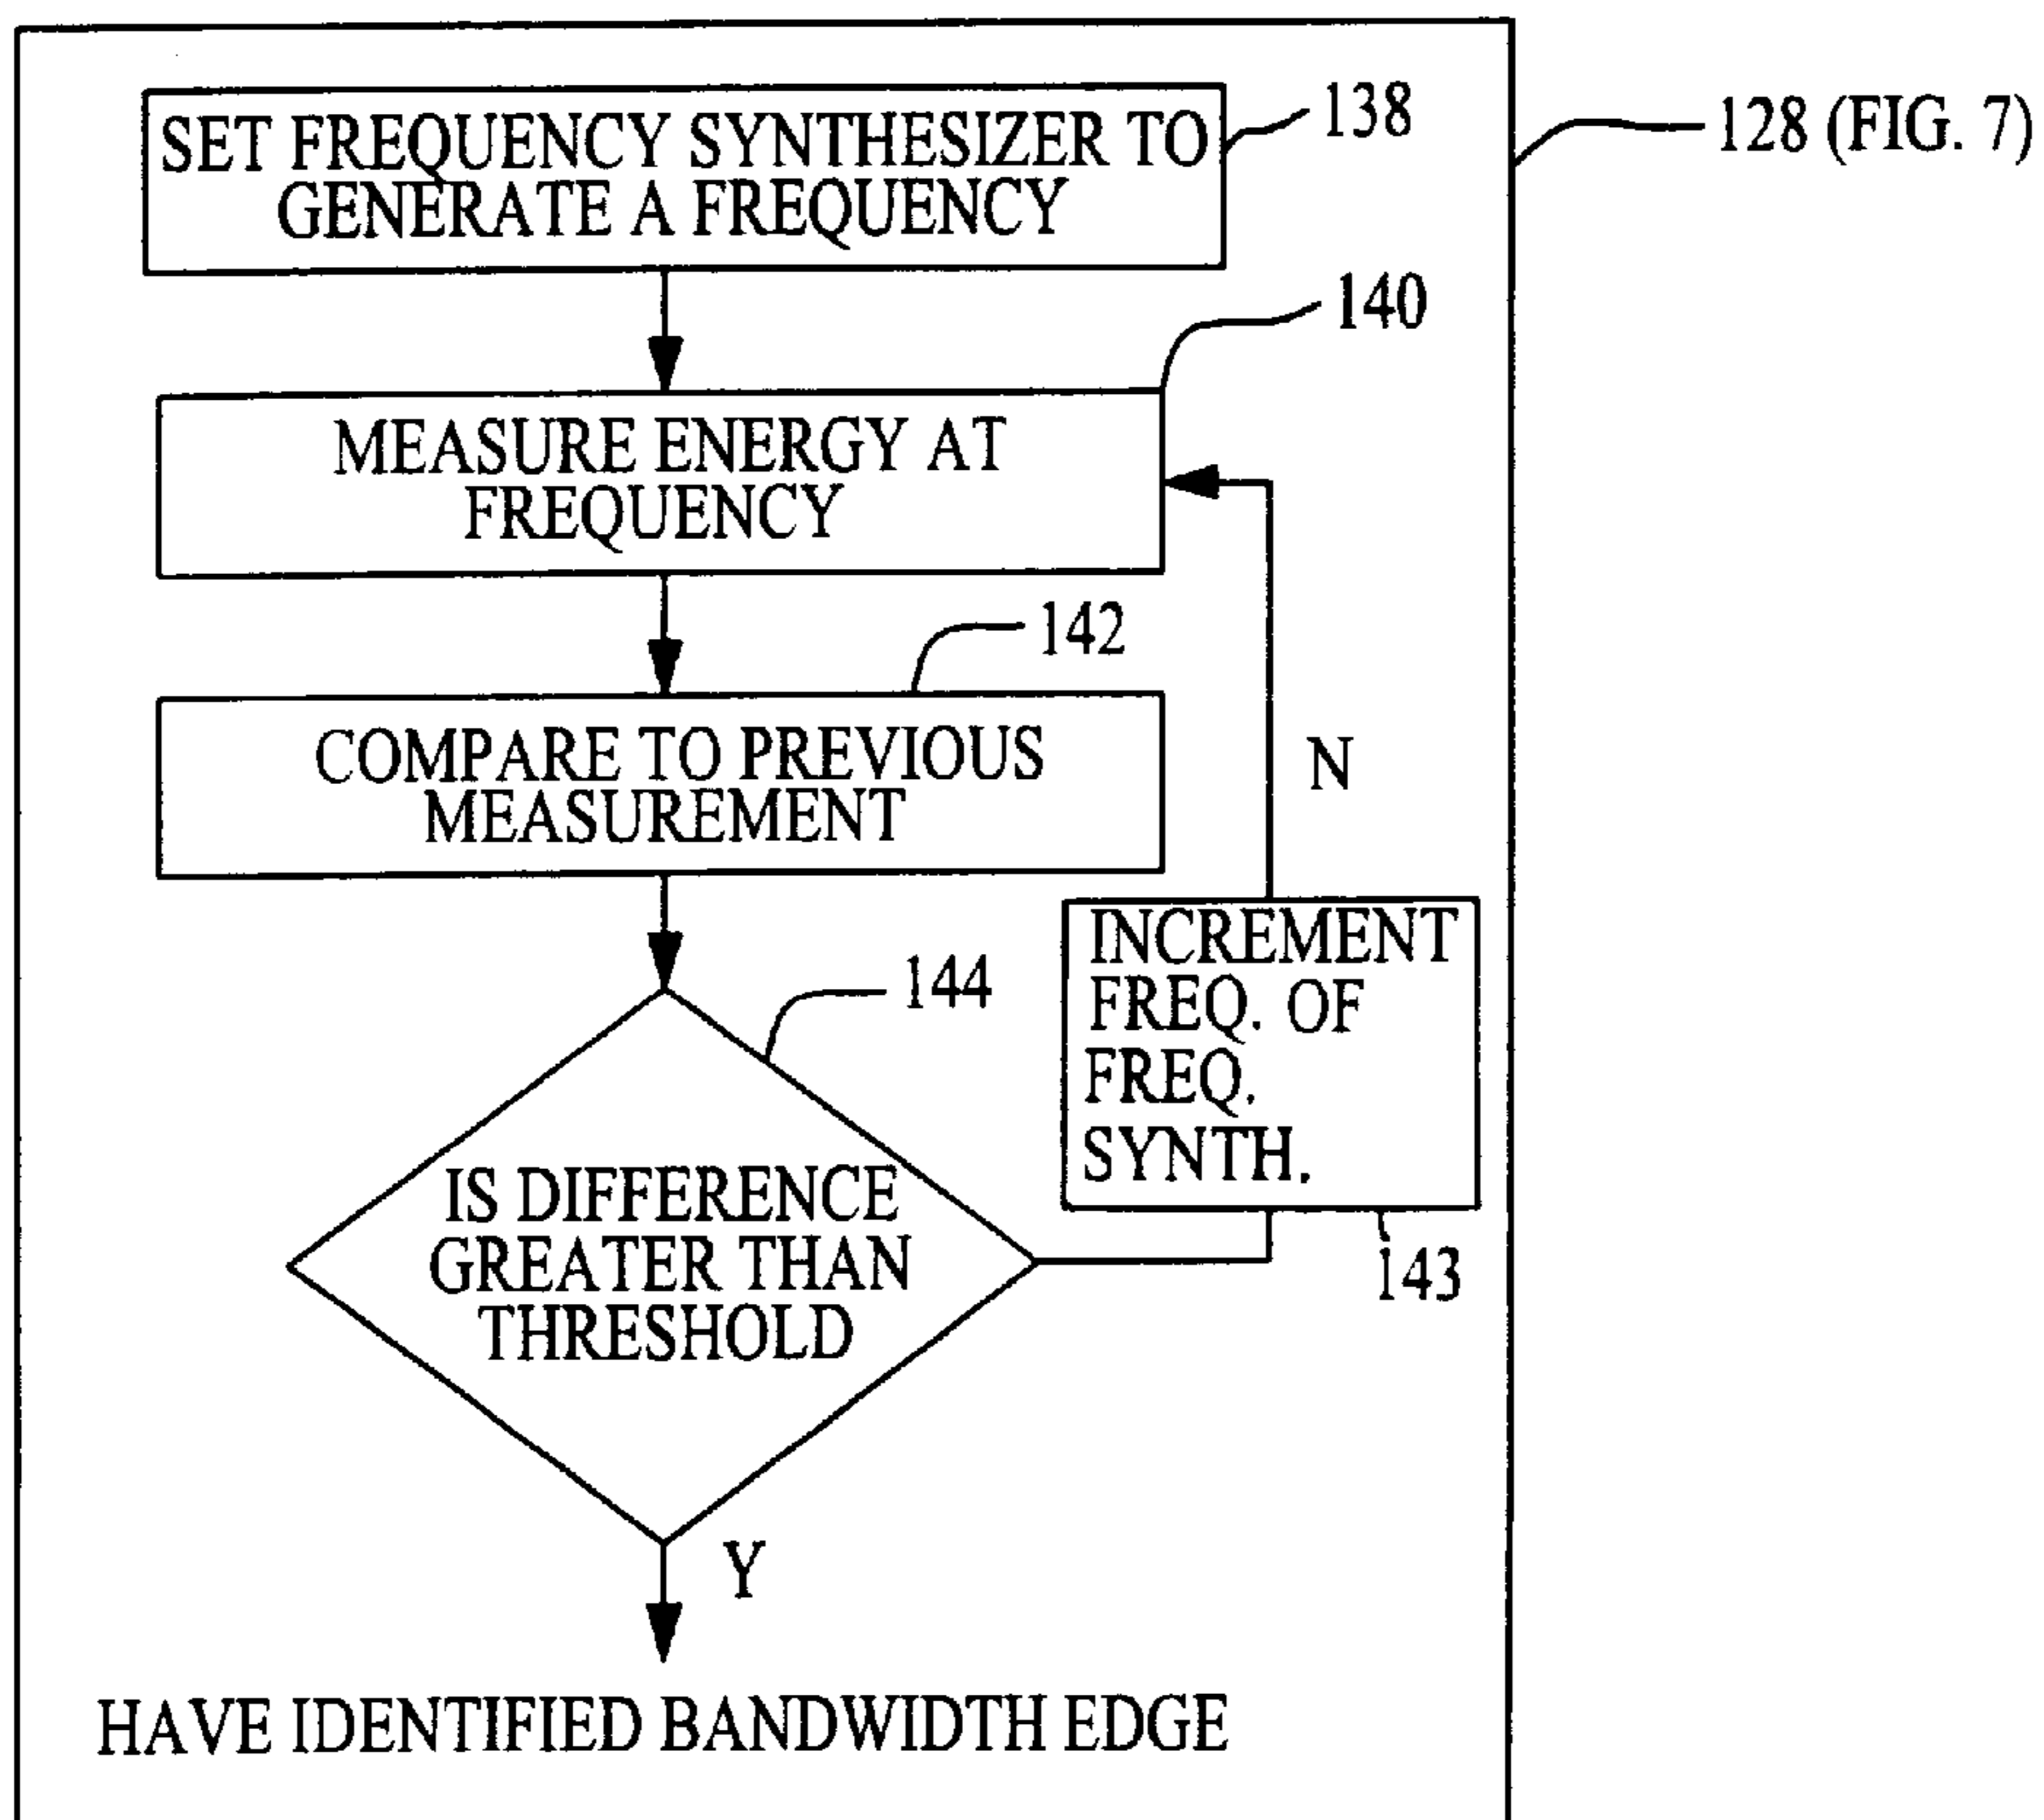 SET FREQUENCY SYNTHESIZER TO
GENERATE A FREQUENCY
138
128 (FIG. 7)
140
MEASURE ENERGY AT
FREQUENCY
142
COMPARE TO PREVIOUS
MEASUREMENT
N
INCREMENT
FREQ. OF
FREQ.
SYNTH.
143
144
IS DIFFERENCE
GREATER THAN
THRESHOLD
Y
HAVE IDENTIFIED BANDWIDTH EDGE